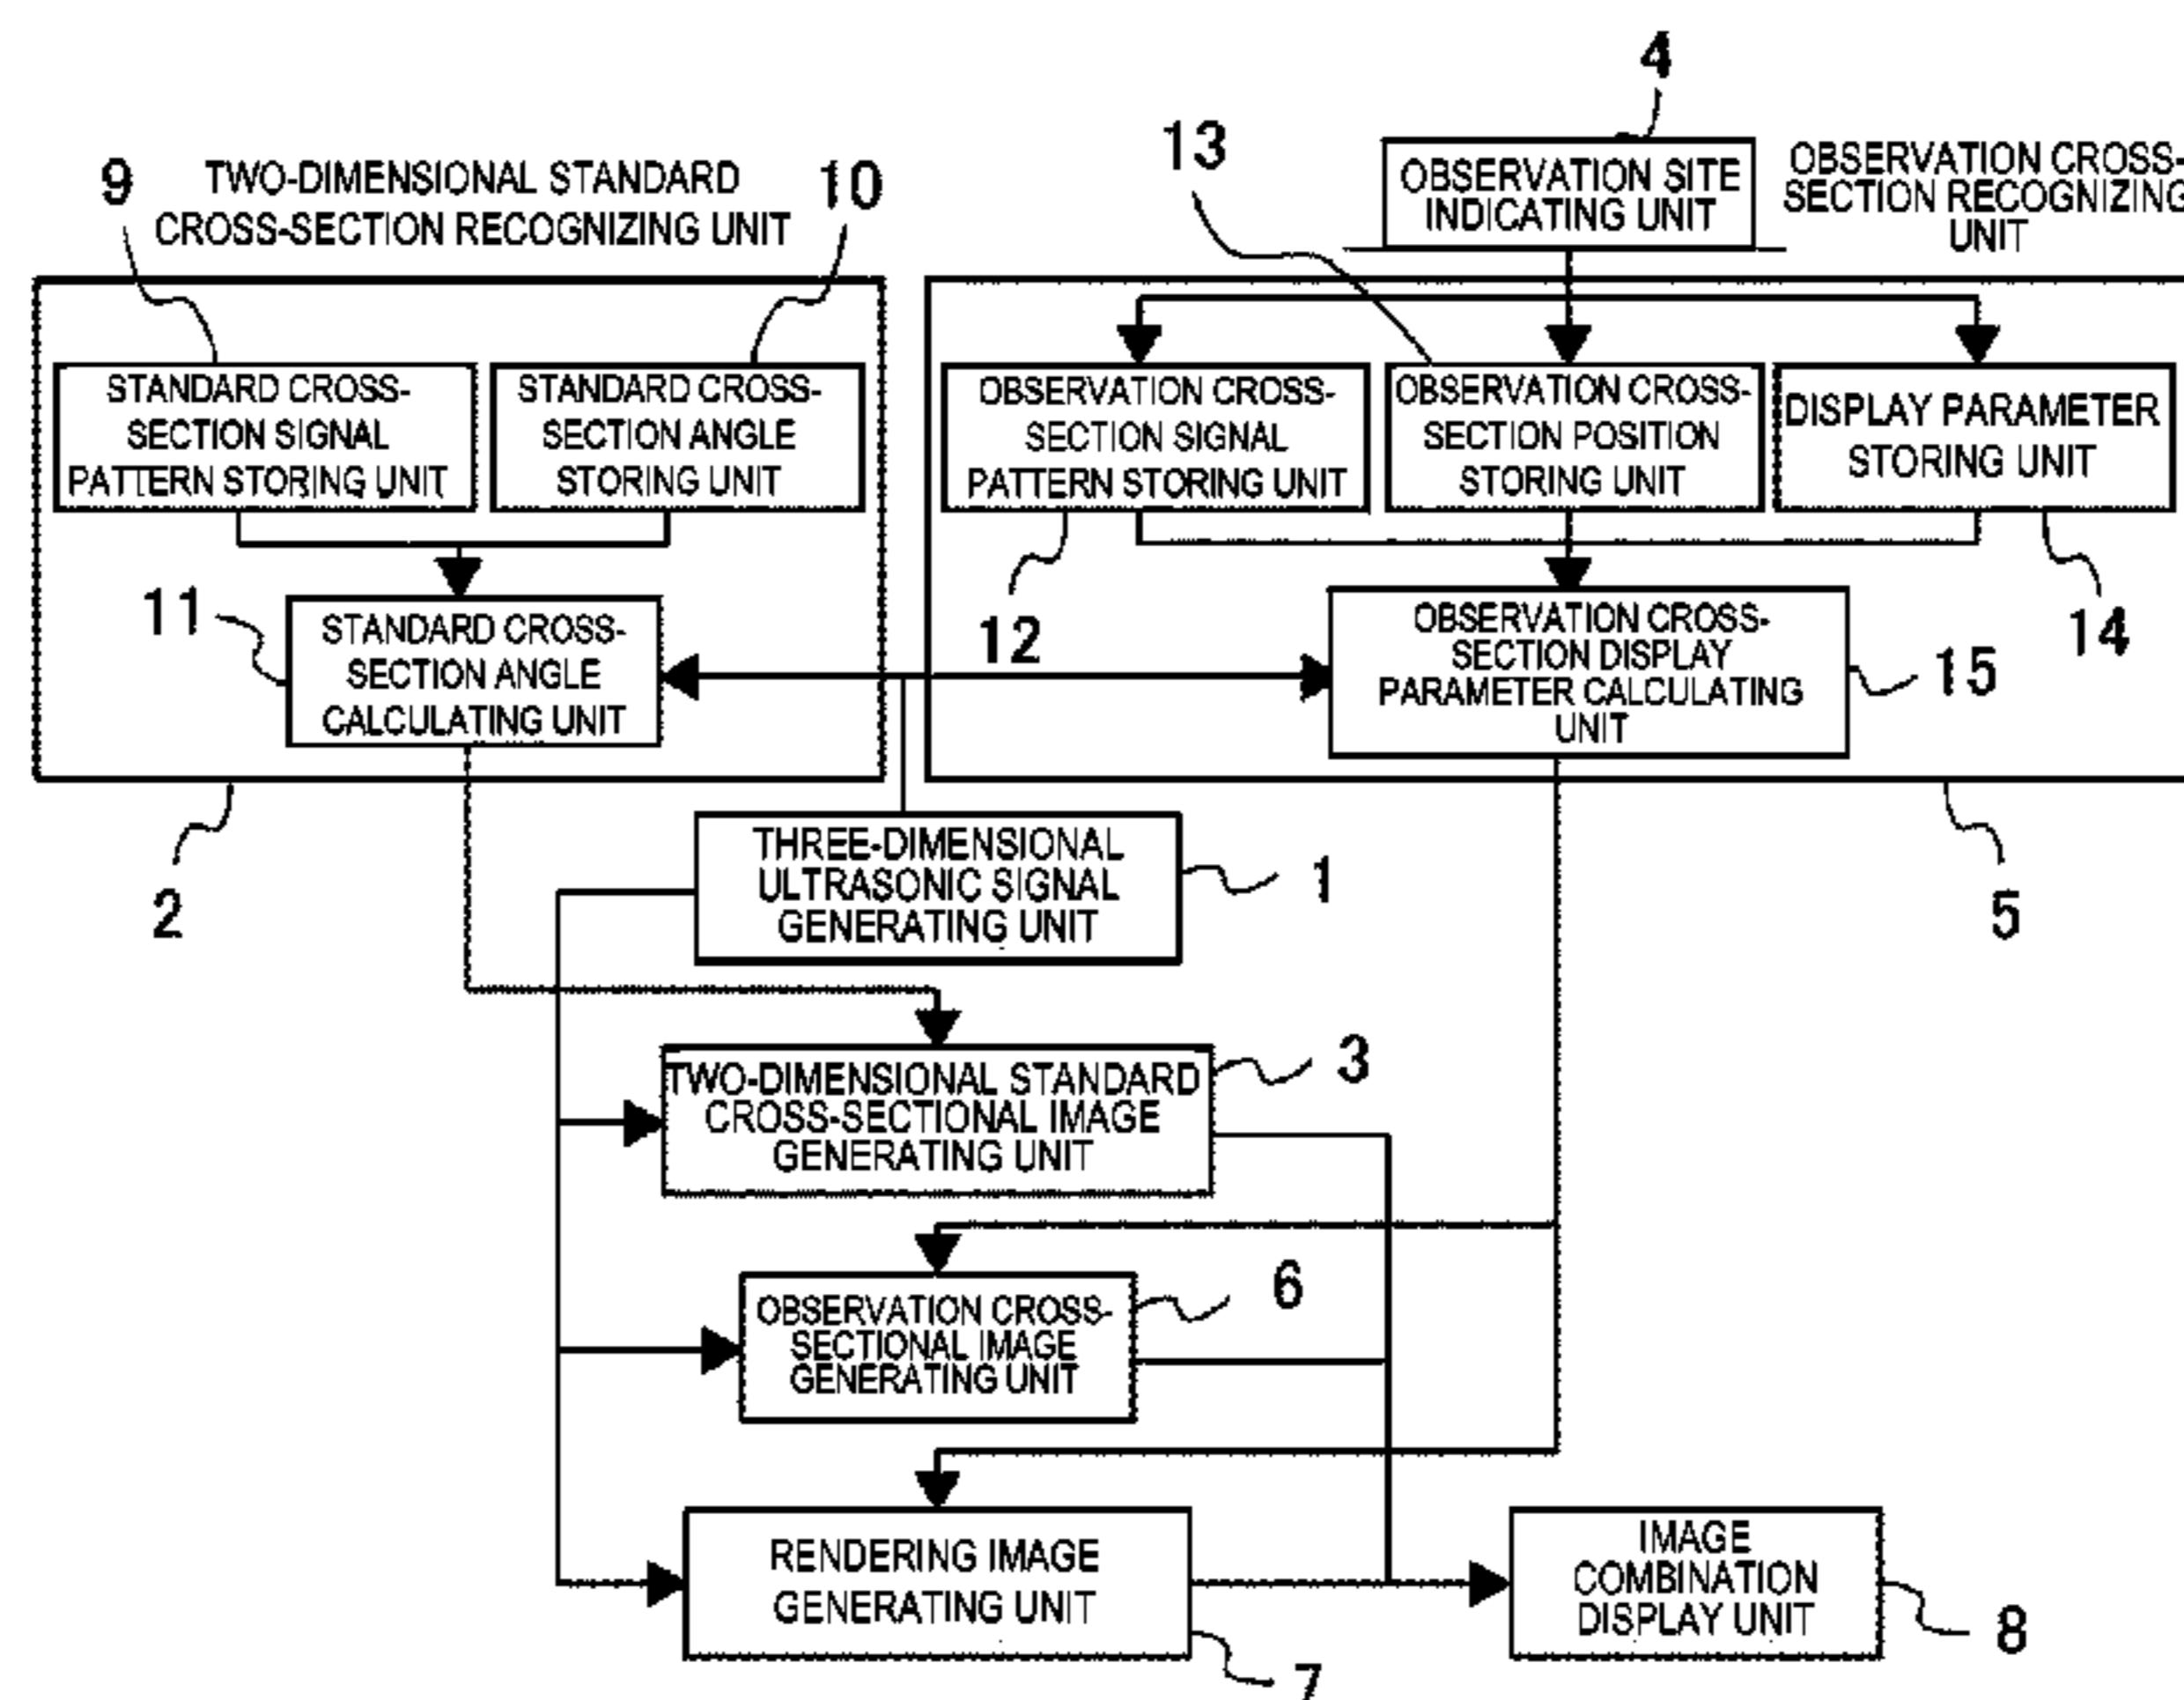 4
13
OBSERVATION SITE
INDICATING UNIT
OBSERVATION CROSS-
SECTION RECOGNIZING
UNIT
9
TWO-DIMENSIONAL STANDARD
CROSS-SECTION RECOGNIZING UNIT
10
STANDARD CROSS-
SECTION SIGNAL
PATTERN STORING UNIT
STANDARD CROSS-
SECTION ANGLE
STORING UNIT
OBSERVATION CROSS-
SECTION SIGNAL
PATTERN STORING UNIT
OBSERVATION CROSS-
SECTION POSITION
STORING UNIT
DISPLAY PARAMETER
STORING UNIT
11
STANDARD CROSS-
SECTION ANGLE
CALCULATING UNIT
12
OBSERVATION CROSS-
SECTION DISPLAY
PARAMETER CALCULATING
UNIT
14
15
2
THREE-DIMENSIONAL
ULTRASONIC SIGNAL
GENERATING UNIT
1
5
TWO-DIMENSIONAL STANDARD
CROSS-SECTIONAL IMAGE
GENERATING UNIT
3
OBSERVATION CROSS-
SECTIONAL IMAGE
GENERATING UNIT
6
RENDERING IMAGE
GENERATING UNIT
7
IMAGE
COMBINATION
DISPLAY UNIT
8